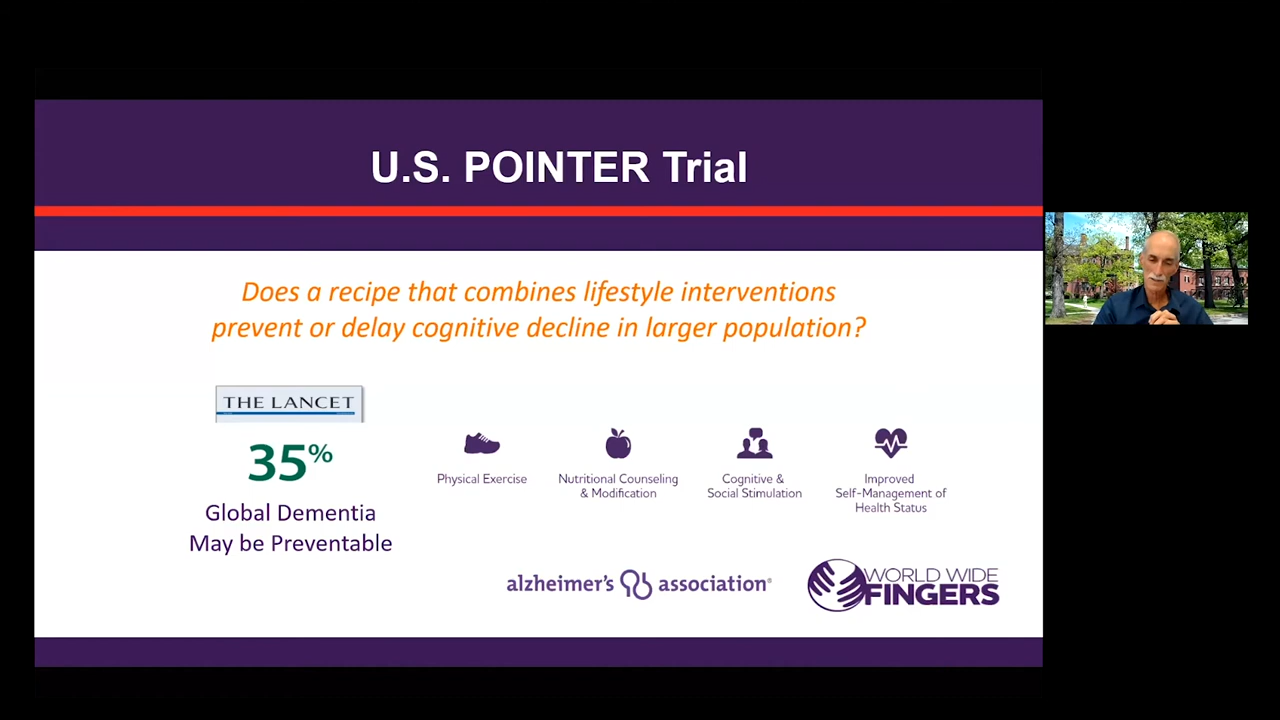 U.S. POINTER Trial
Does a recipe that combines lifestyle interventions
prevent or delay cognitive decline in larger population?
THE LANCET
35%
Global Dementia
May be Preventable
Physical Exercise
Nutritional Counseling
& Modification
Cognitive &
Social Stimulation
Improved
Self-Management of
Health Status
alzheimer's association®
WORLD WIDE
FINGERS